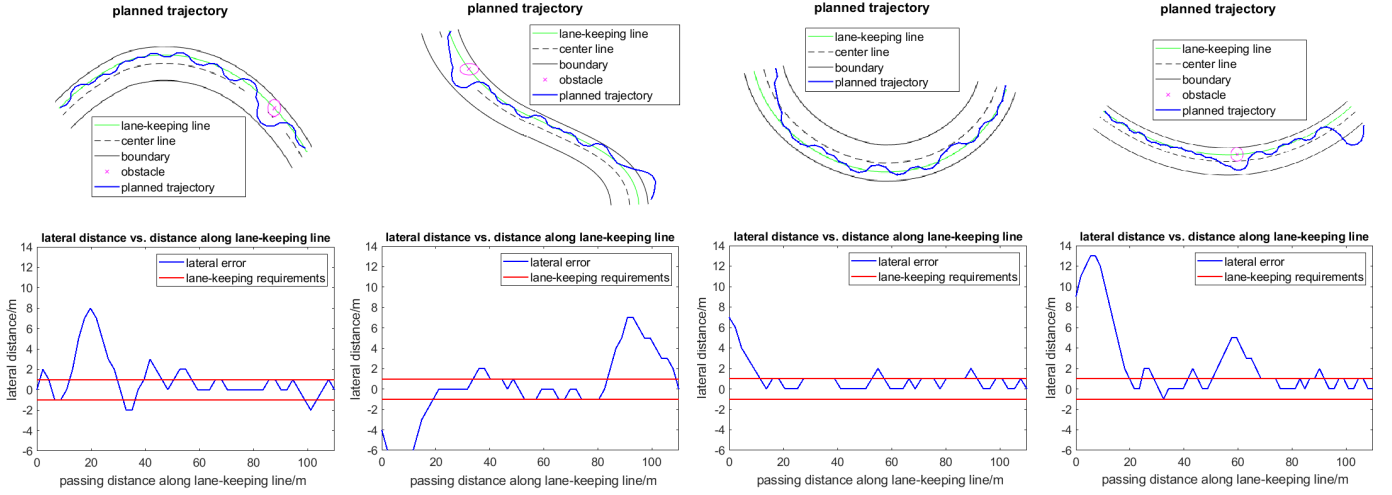 planned trajectory
lane-keeping line
center line
boundary
obstacle
planned trajectory
planned trajectory
lane-keeping line
center line
boundary
obstacle
planned trajectory
planned trajectory
lane-keeping line
center line
boundary
planned trajectory
planned trajectory
lane-keeping line
center line
boundary
obstacle
planned trajectory
lateral distance vs. distance along lane-keeping line
lateral error
lane-keeping requirements
lateral distance/m
14
12
10
8
6
4
2
0
-2
-4
-6
0 20 40 60 80 100
passing distance along lane-keeping line/m
lateral distance vs. distance along lane-keeping line
lateral error
lane-keeping requirements
lateral distance/m
14
12
10
8
6
4
2
0
-2
-4
-6
0 20 40 60 80 100
passing distance along lane-keeping line/m
lateral distance vs. distance along lane-keeping line
lateral error
lane-keeping requirements
lateral distance/m
14
12
10
8
6
4
2
0
-2
-4
-6
0 20 40 60 80 100
passing distance along lane-keeping line/m
lateral distance vs. distance along lane-keeping line
lateral error
lane-keeping requirements
lateral distance/m
14
12
10
8
6
4
2
0
-2
-4
-6
0 20 40 60 80 100
passing distance along lane-keeping line/m